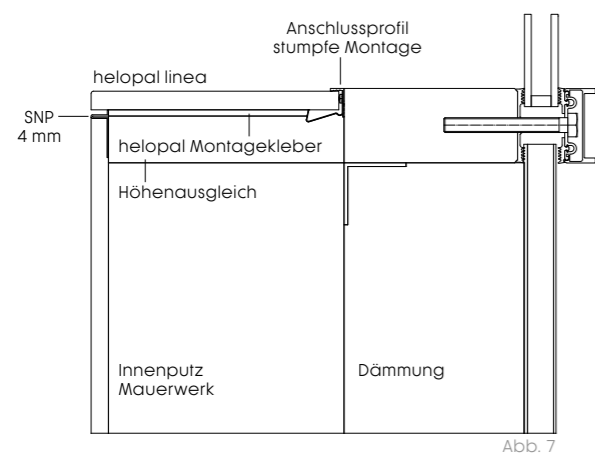 Anschlussprofil
stumpfe Montage
helopal linea
SNP
4 mm
helopal Montagekleber
Höhenausgleich
Innenputz
Mauerwerk
Dämmung
Abb. 7